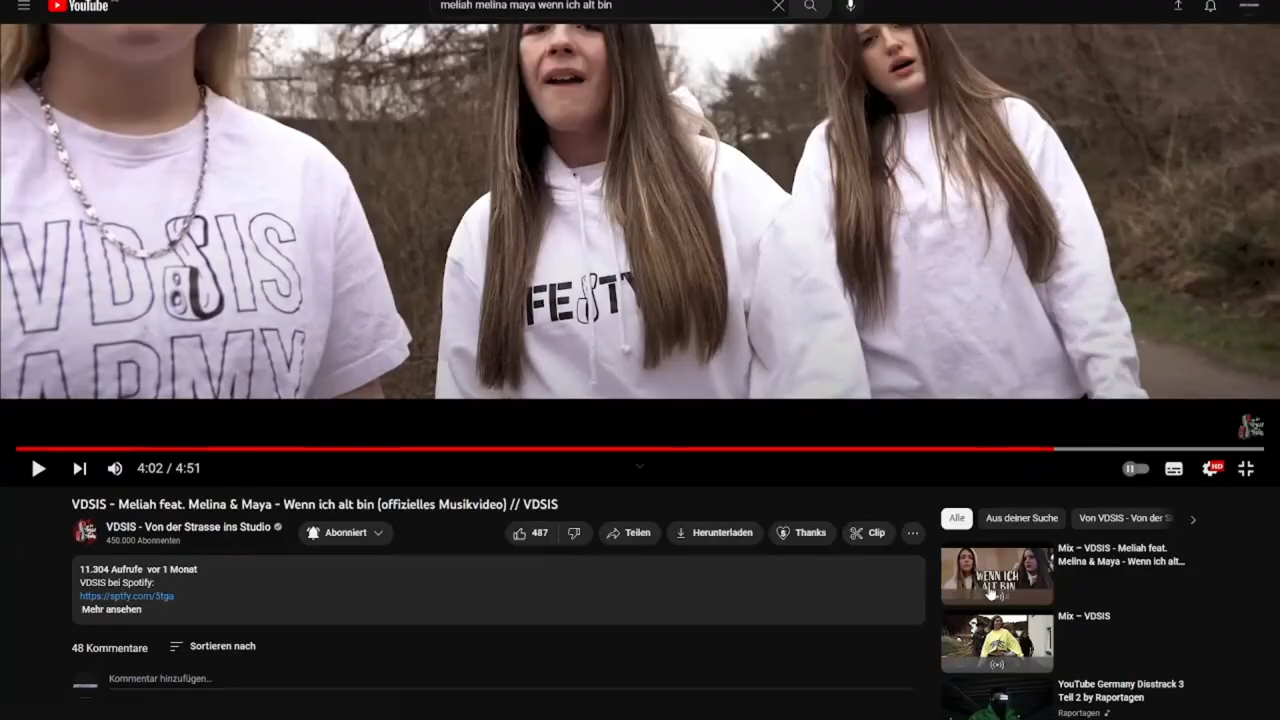 YouTube
meliah melina maya wenn ich alt bin
VDSIS
ARMY
4:02 / 4:51
HD
VDSIS - Meliah feat. Melina & Maya - Wenn ich alt bin (offizielles Musikvideo) // VDSIS
VDSIS - Von der Strasse ins Studio
450.000 Abonnenten
Abonniert
487
Teilen
Herunterladen
Thanks
Clip
11.304 Aufrufe vor 1 Monat
VDSIS bei Spotify:
https://sptfy.com/5tga
Mehr ansehen
48 Kommentare
Sortieren nach
Kommentar hinzufügen...
Alle
Aus deiner Suche
Von VDSIS - Von der
Mix – VDSIS - Meliah feat.
Melina & Maya - Wenn ich alt...
WENN ICH
ALT BIN
Mix – VDSIS
YouTube Germany Disstrack 3
Teil 2 by Raportagen
Raportagen